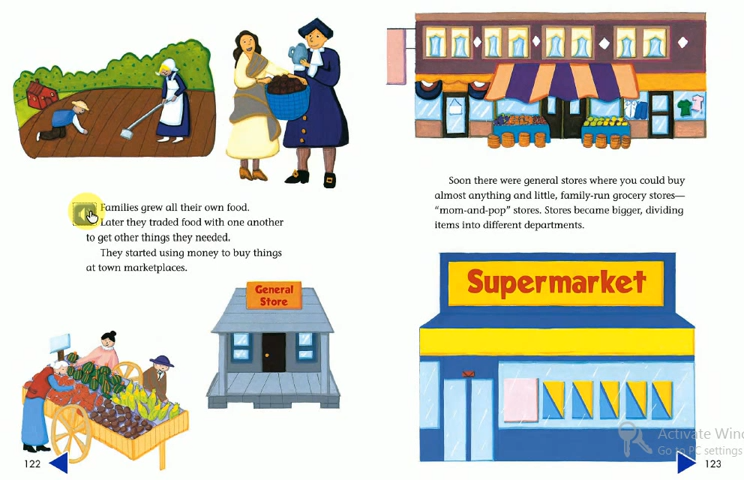 Families grew all their own food.
Later they traded food with one another
to get other things they needed.
They started using money to buy things
at town marketplaces.
General
Store
122
Soon there were general stores where you could buy
almost anything and little, family-run grocery stores—
“mom-and-pop” stores. Stores became bigger, dividing
items into different departments.
Supermarket
Activate Wind
Go to PC settings
123